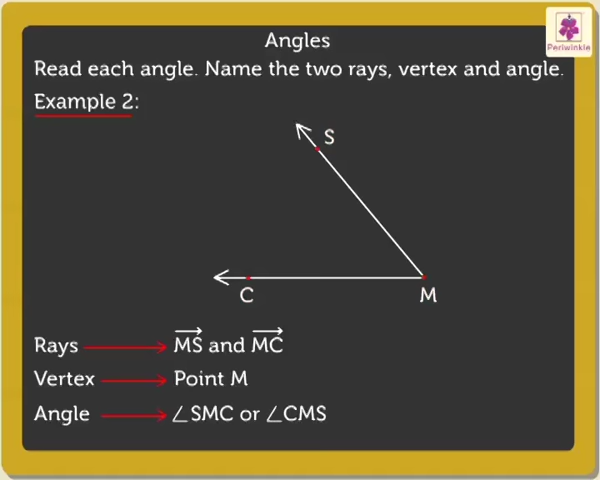 Angles
Periwinkle
Read each angle. Name the two rays, vertex and angle.
Example 2:
S
C
M
Rays MS and MC
Vertex Point M
Angle ∠SMC or ∠CMS